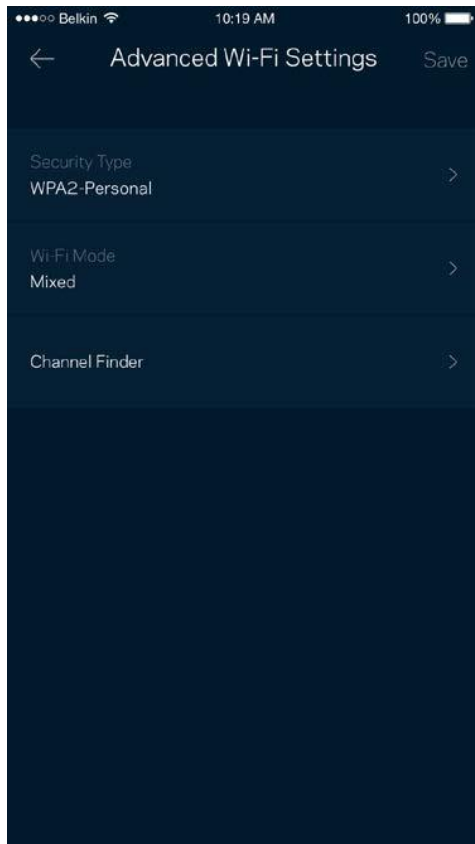 Belkin 10:19 AM 100%
Advanced Wi-Fi Settings Save
Security Type
WPA2-Personal
Wi-Fi Mode
Mixed
Channel Finder